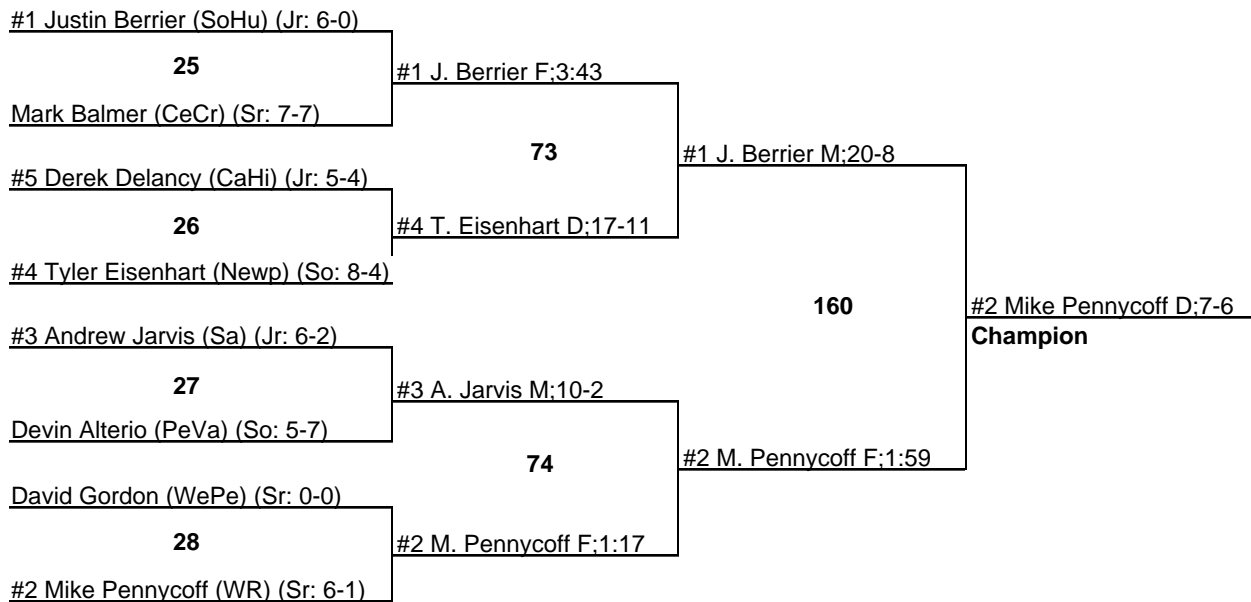 #1 Justin Berrier (SoHu) (Jr: 6-0)
25
#1 J. Berrier F;3:43
Mark Balmer (CeCr) (Sr: 7-7)
73
#1 J. Berrier M;20-8
#5 Derek Delancy (CaHi) (Jr: 5-4)
26
#4 T. Eisenhart D;17-11
#4 Tyler Eisenhart (Newp) (So: 8-4)
160
#2 Mike Pennycoff D;7-6
Champion
#3 Andrew Jarvis (Sa) (Jr: 6-2)
27
#3 A. Jarvis M;10-2
Devin Alterio (PeVa) (So: 5-7)
74
#2 M. Pennycoff F;1:59
David Gordon (WePe) (Sr: 0-0)
28
#2 M. Pennycoff F;1:17
#2 Mike Pennycoff (WR) (Sr: 6-1)